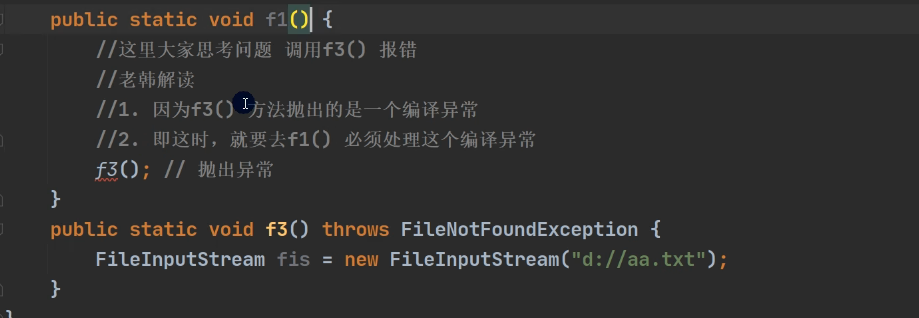 public static void f1() {
//这里大家思考问题 调用f3() 报错
//老韩解读
//1. 因为f3() 方法抛出的是一个编译异常
//2. 即这时，就要去f1() 必须处理这个编译异常
f3(); // 抛出异常
}
public static void f3() throws FileNotFoundException {
FileInputStream fis = new FileInputStream("d://aa.txt");
}
}